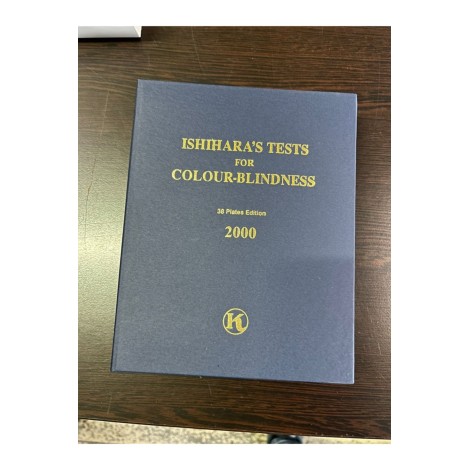 ISHIHARA'S TESTS
FOR
COLOUR-BLINDNESS
38 Plates Edition
2000
K